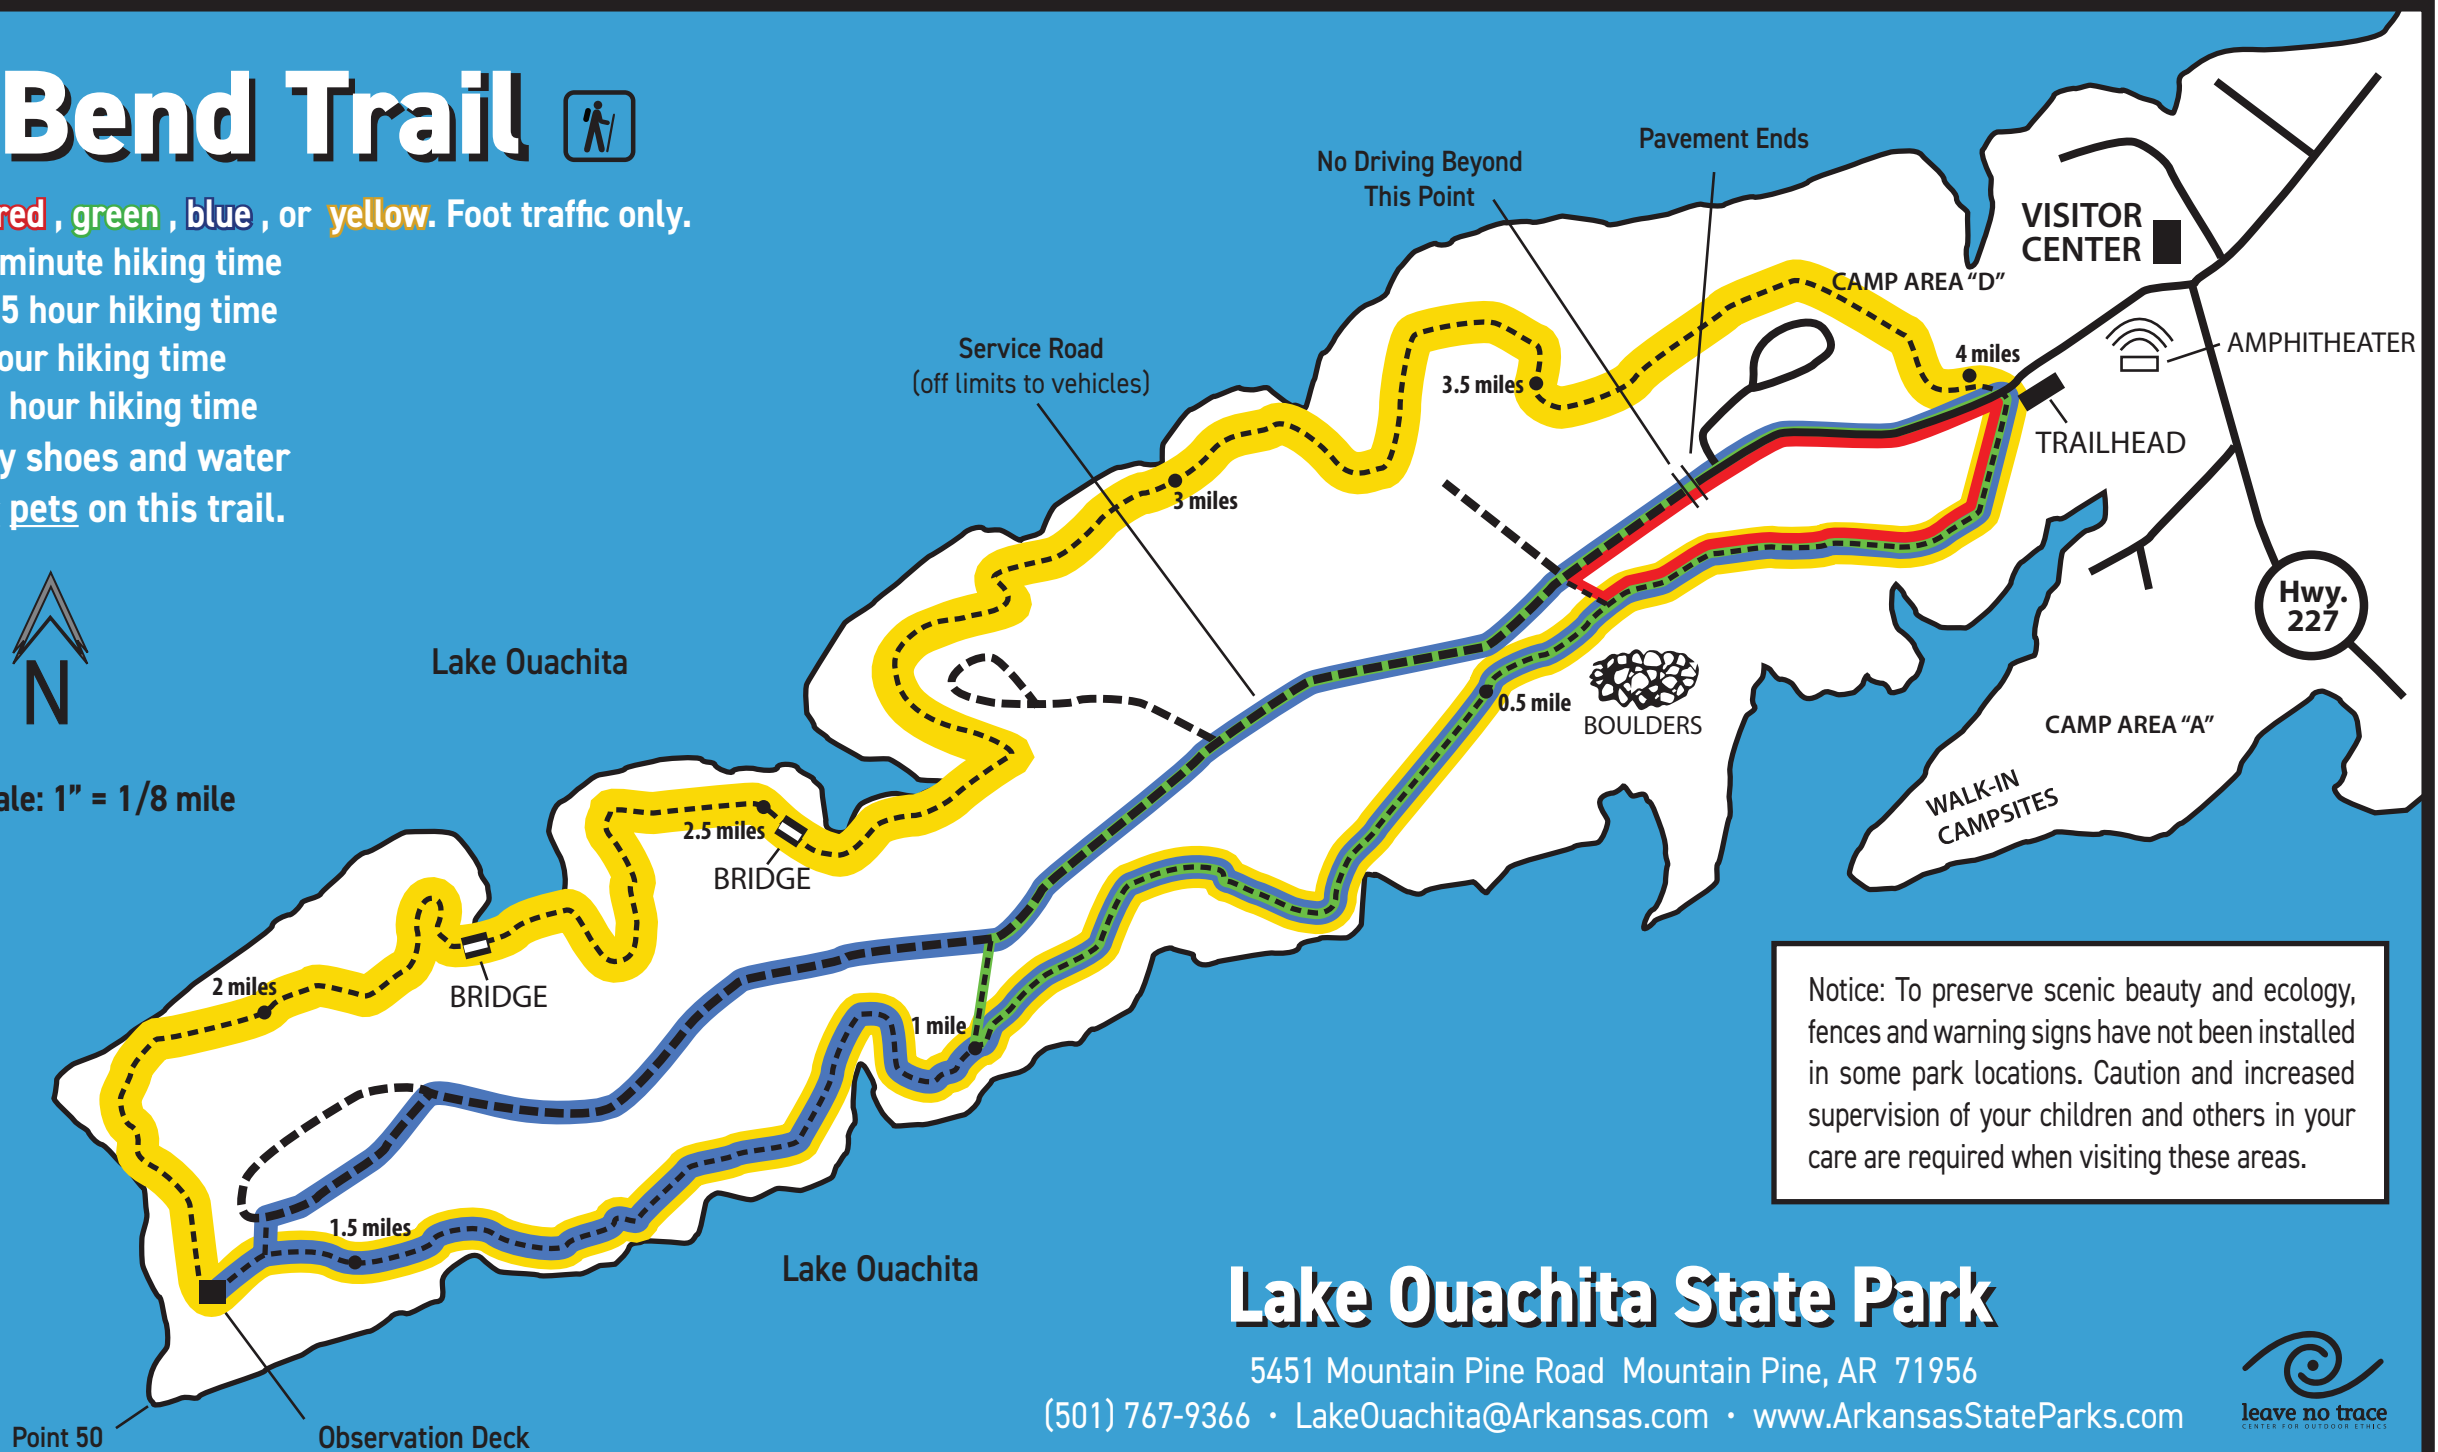 Bend Trail
red , green , blue , or yellow. Foot traffic only.
minute hiking time
5 hour hiking time
our hiking time
hour hiking time
y shoes and water
pets on this trail.
N
ale: 1” = 1/8 mile
Lake Ouachita
Service Road
(off limits to vehicles)
No Driving Beyond
This Point
Pavement Ends
VISITOR
CENTER
CAMP AREA “D”
AMPHITHEATER
4 miles
TRAILHEAD
3.5 miles
3 miles
Hwy.
227
0.5 mile
BOULDERS
CAMP AREA “A”
WALK-IN
CAMPSITES
2.5 miles
BRIDGE
2 miles
BRIDGE
1 mile
1.5 miles
Lake Ouachita
Point 50
Observation Deck
Notice: To preserve scenic beauty and ecology,
fences and warning signs have not been installed
in some park locations. Caution and increased
supervision of your children and others in your
care are required when visiting these areas.
Lake Ouachita State Park
5451 Mountain Pine Road Mountain Pine, AR 71956
(501) 767-9366 • LakeOuachita@Arkansas.com • www.ArkansasStateParks.com
leave no trace
CENTER FOR OUTDOOR ETHICS